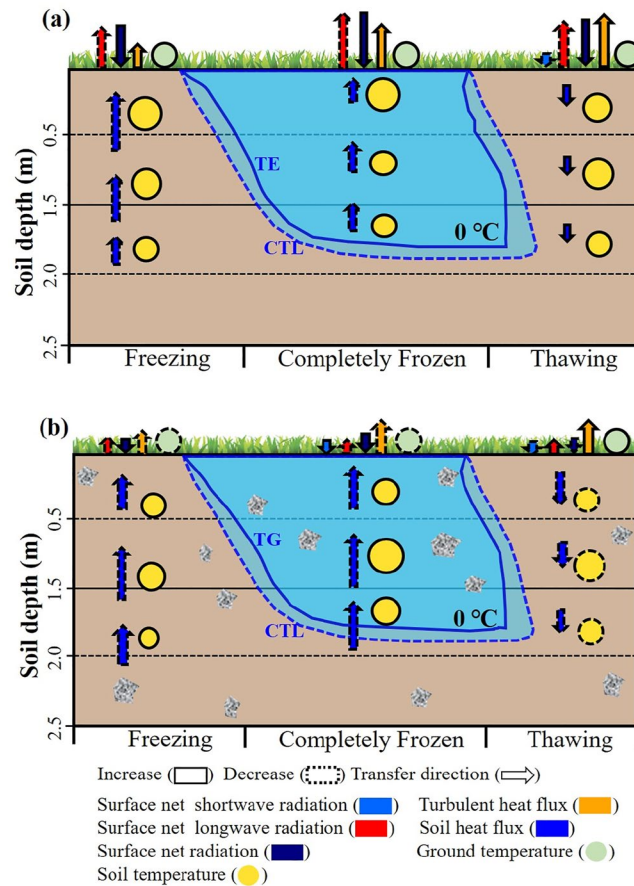 (a)
Soil depth (m)
0.5
1.5
2.0
2.5
TE
CTL
0 °C
Freezing
Completely Frozen
Thawing
(b)
Soil depth (m)
0.5
1.5
2.0
2.5
TG
CTL
0 °C
Freezing
Completely Frozen
Thawing
Increase ( ) Decrease ( ) Transfer direction ( )
Surface net shortwave radiation ( ) Turbulent heat flux ( )
Surface net longwave radiation ( ) Soil heat flux ( )
Surface net radiation ( ) Ground temperature ( )
Soil temperature ( )